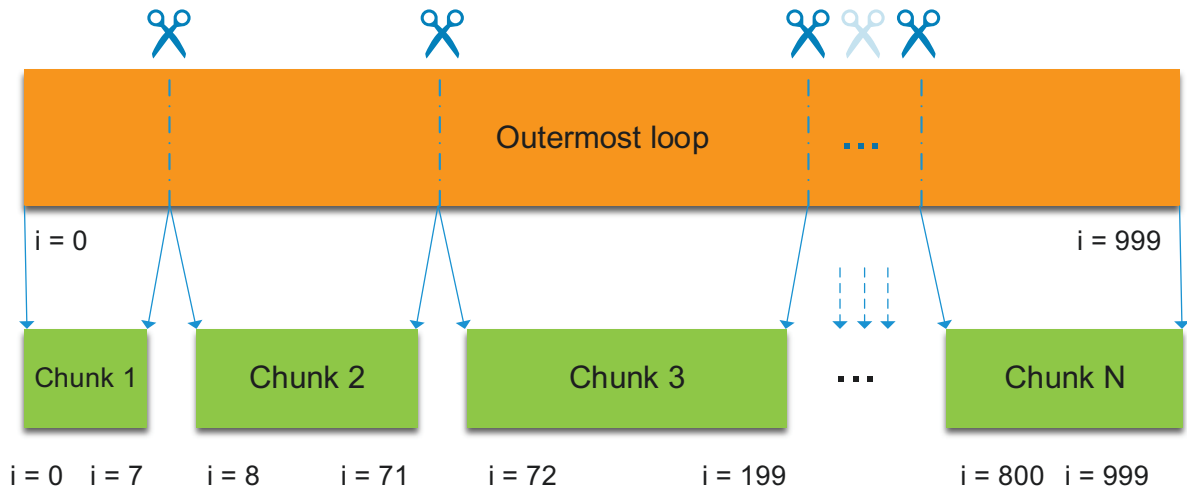 Outermost loop
...
i = 0
i = 999
Chunk 1
Chunk 2
Chunk 3
...
Chunk N
i = 0
i = 7
i = 8
i = 71
i = 72
i = 199
i = 800
i = 999